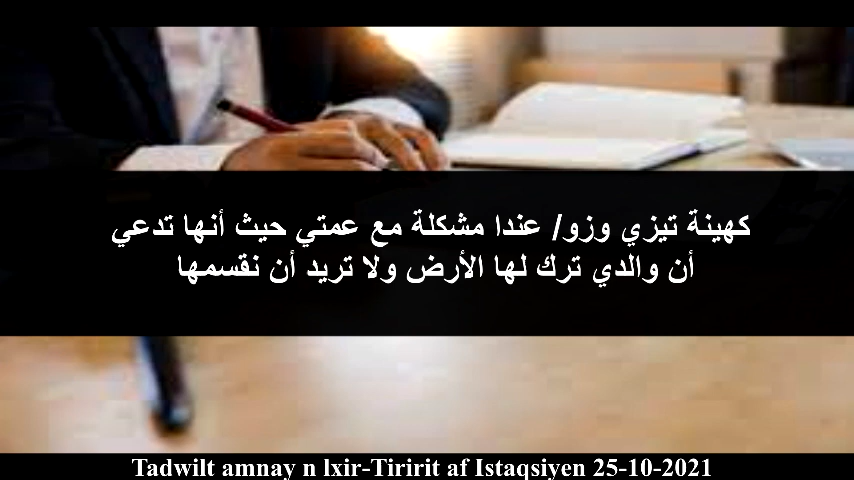 كهينة تيزي وزو/ عندا مشكلة مع عمتي حيث أنها تدعي
أن والدي ترك لها الأرض ولا تريد أن نقسمها
Tadwilt amnay n lxir-Tiririt af Istaqsiyen 25-10-2021